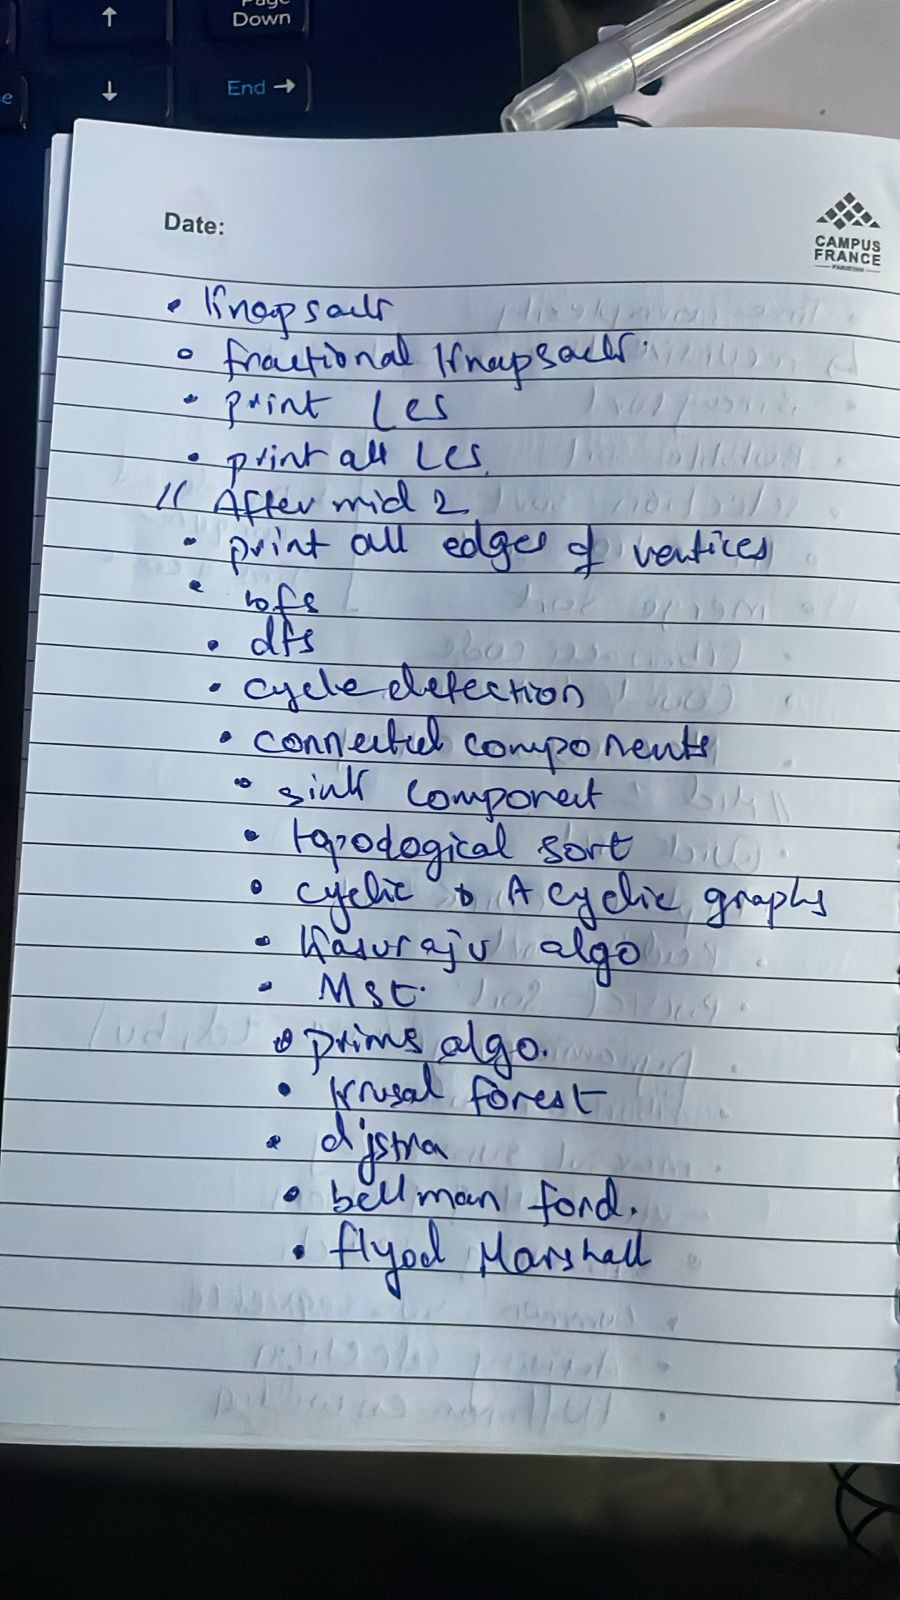 Page
Down
↑
End →
↓
e
Date:
CAMPUS
FRANCE
• Knapsack
∘ fractional Knapsack.
• print LCS
• print all LCS
// After mid 2
• print all edges of vertices
• bfs
• dfs
• cycle detection
• connected components
• sink component
• topodogical sort
• cyclic & Acyclic graphs
• Kasuraju algo
• MSt.
• prims algo.
• Krusal forest
• dijstra
• bellman ford.
• flyod Marshall